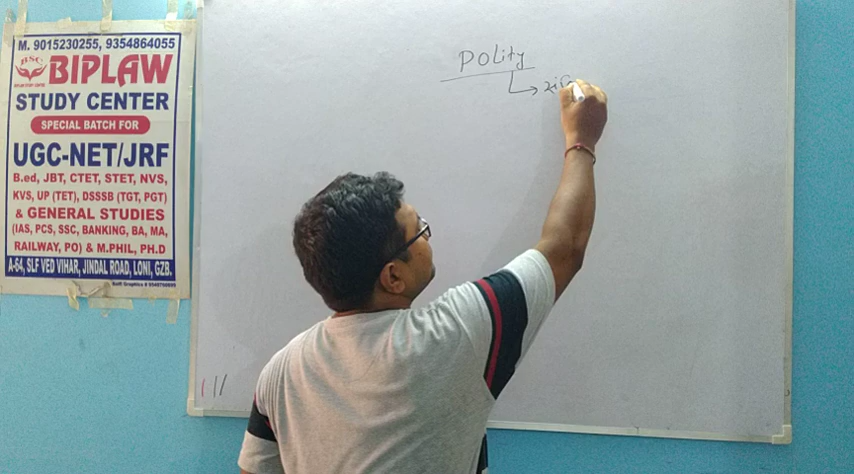 M. 9015230255, 9354864055
BSC
BIPLAW
STUDY CENTER
SPECIAL BATCH FOR
UGC-NET/JRF
B.ed, JBT, CTET, STET, NVS,
KVS, UP (TET), DSSSB (TGT, PGT)
& GENERAL STUDIES
(IAS, PCS, SSC, BANKING, BA, MA,
RAILWAY, PO) & M.PHIL, PH.D
A-64, SLF VED VIHAR, JINDAL ROAD, LONI, GZB.
Polity